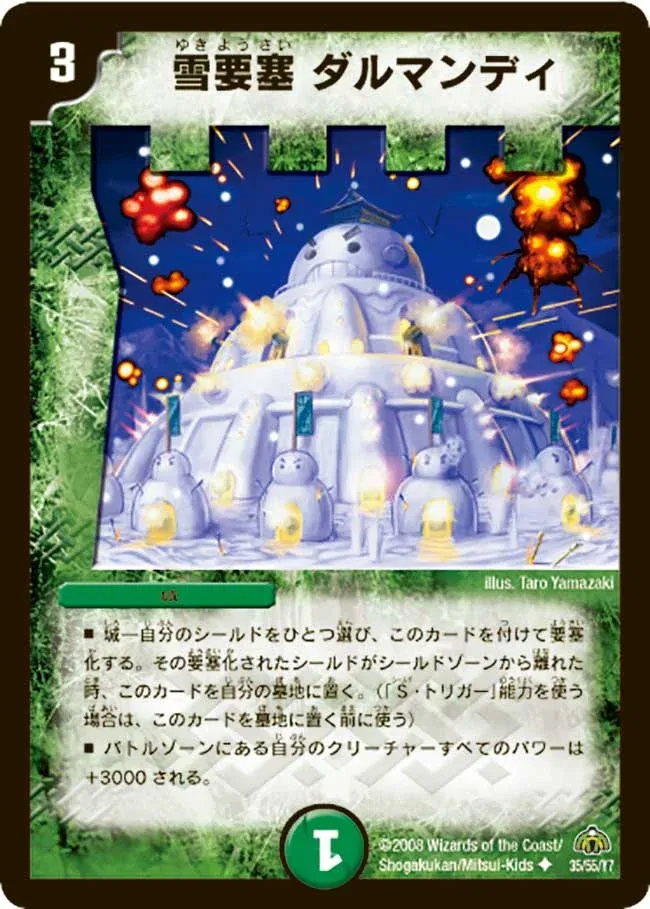 3
ゆき よう さい
雪要塞 ダルマンディ
illus. Taro Yamazaki
城
■ 城―自分のシールドをひとつ選び、このカードを付けて要塞
化する。その要塞化されたシールドがシールドゾーンから離れた
時、このカードを自分の墓地に置く。(「S・トリガー」能力を使う
場合は、このカードを墓地に置く前に使う)
■ バトルゾーンにある自分のクリーチャーすべてのパワーは
+3000 される。
1
©2008 Wizards of the Coast/
Shogakukan/Mitsui-Kids ◆
35/55/Y7